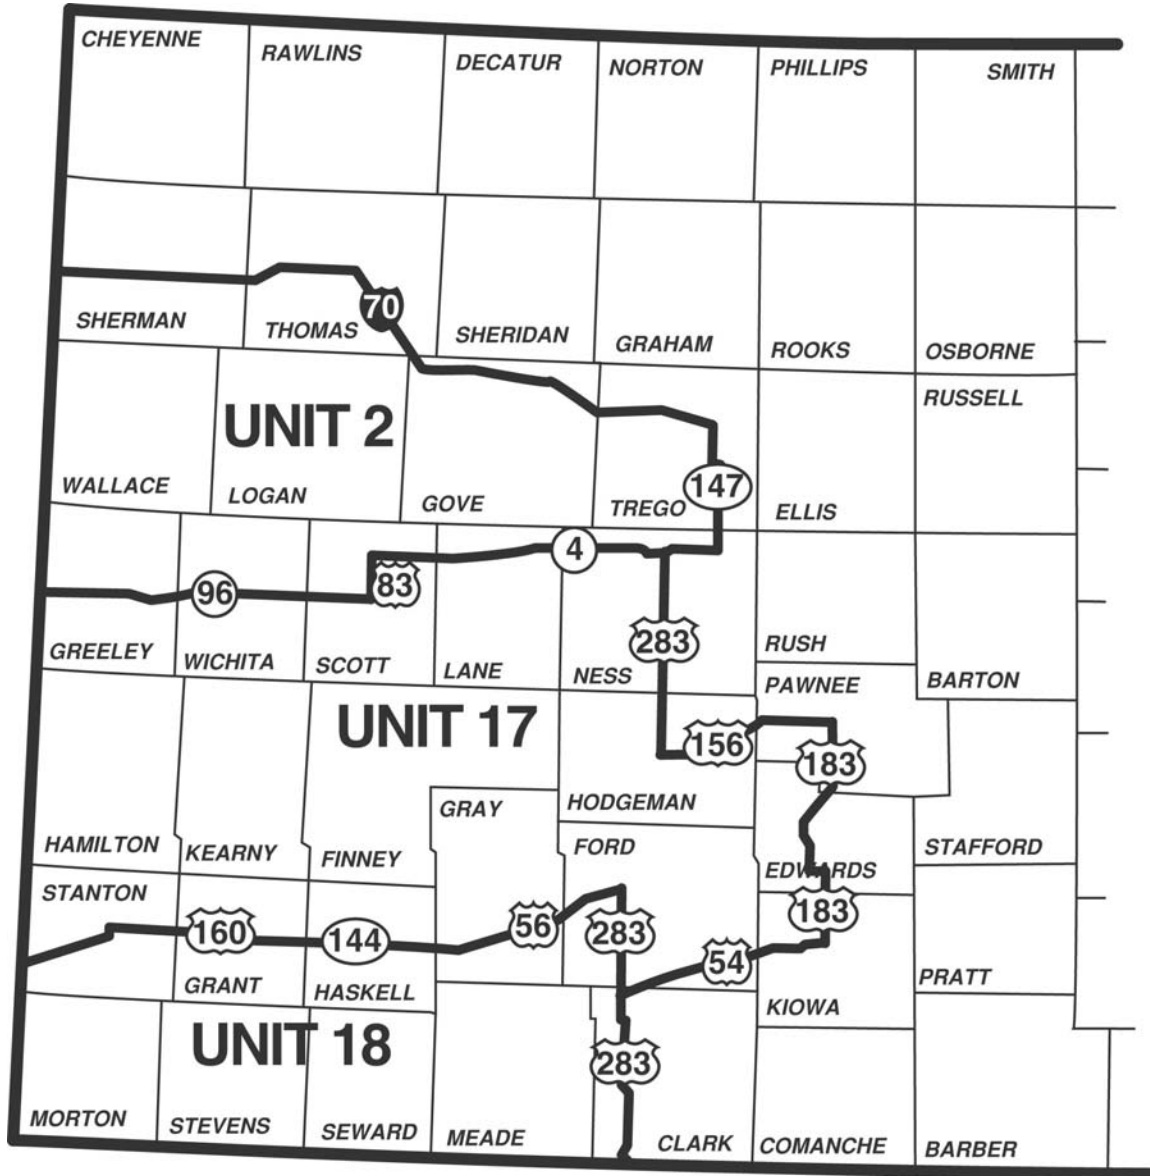 CHEYENNE
RAWLINS
DECATUR
NORTON
PHILLIPS
SMITH
70
SHERMAN
THOMAS
SHERIDAN
GRAHAM
ROOKS
OSBORNE
RUSSELL
UNIT 2
WALLACE
LOGAN
GOVE
TREGO
147
ELLIS
4
96
83
GREELEY
WICHITA
SCOTT
LANE
NESS
283
RUSH
PAWNEE
BARTON
UNIT 17
156
183
GRAY
HODGEMAN
HAMILTON
KEARNY
FINNEY
FORD
EDWARDS
STAFFORD
STANTON
160
144
56
283
183
54
GRANT
HASKELL
KIOWA
PRATT
UNIT 18
283
MORTON
STEVENS
SEWARD
MEADE
CLARK
COMANCHE
BARBER